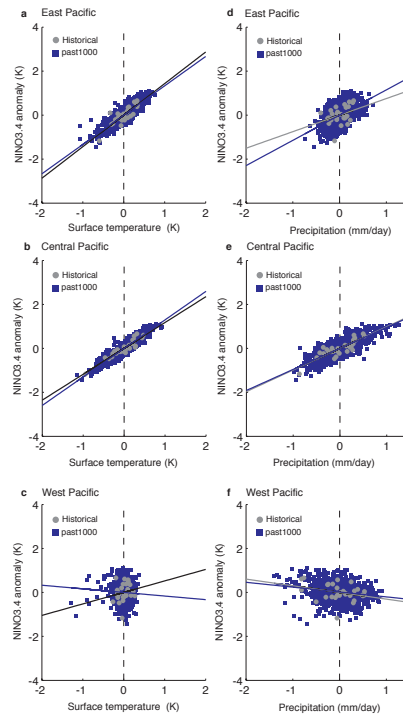 a East Pacific
Historical
past1000
NINO3.4 anomaly (K)
4
2
0
-2
-4
-2 -1 0 1 2
Surface temperature (K)
d East Pacific
Historical
past1000
NINO3.4 anomaly (K)
4
2
0
-2
-4
-2 -1 0 1
Precipitation (mm/day)
b Central Pacific
Historical
past1000
NINO3.4 anomaly (K)
4
2
0
-2
-4
-2 -1 0 1 2
Surface temperature (K)
e Central Pacific
Historical
past1000
NINO3.4 anomaly (K)
4
2
0
-2
-4
-2 -1 0 1
Precipitation (mm/day)
c West Pacific
Historical
past1000
NINO3.4 anomaly (K)
4
2
0
-2
-4
-2 -1 0 1 2
Surface temperature (K)
f West Pacific
Historical
past1000
NINO3.4 anomaly (K)
4
2
0
-2
-4
-2 -1 0 1
Precipitation (mm/day)